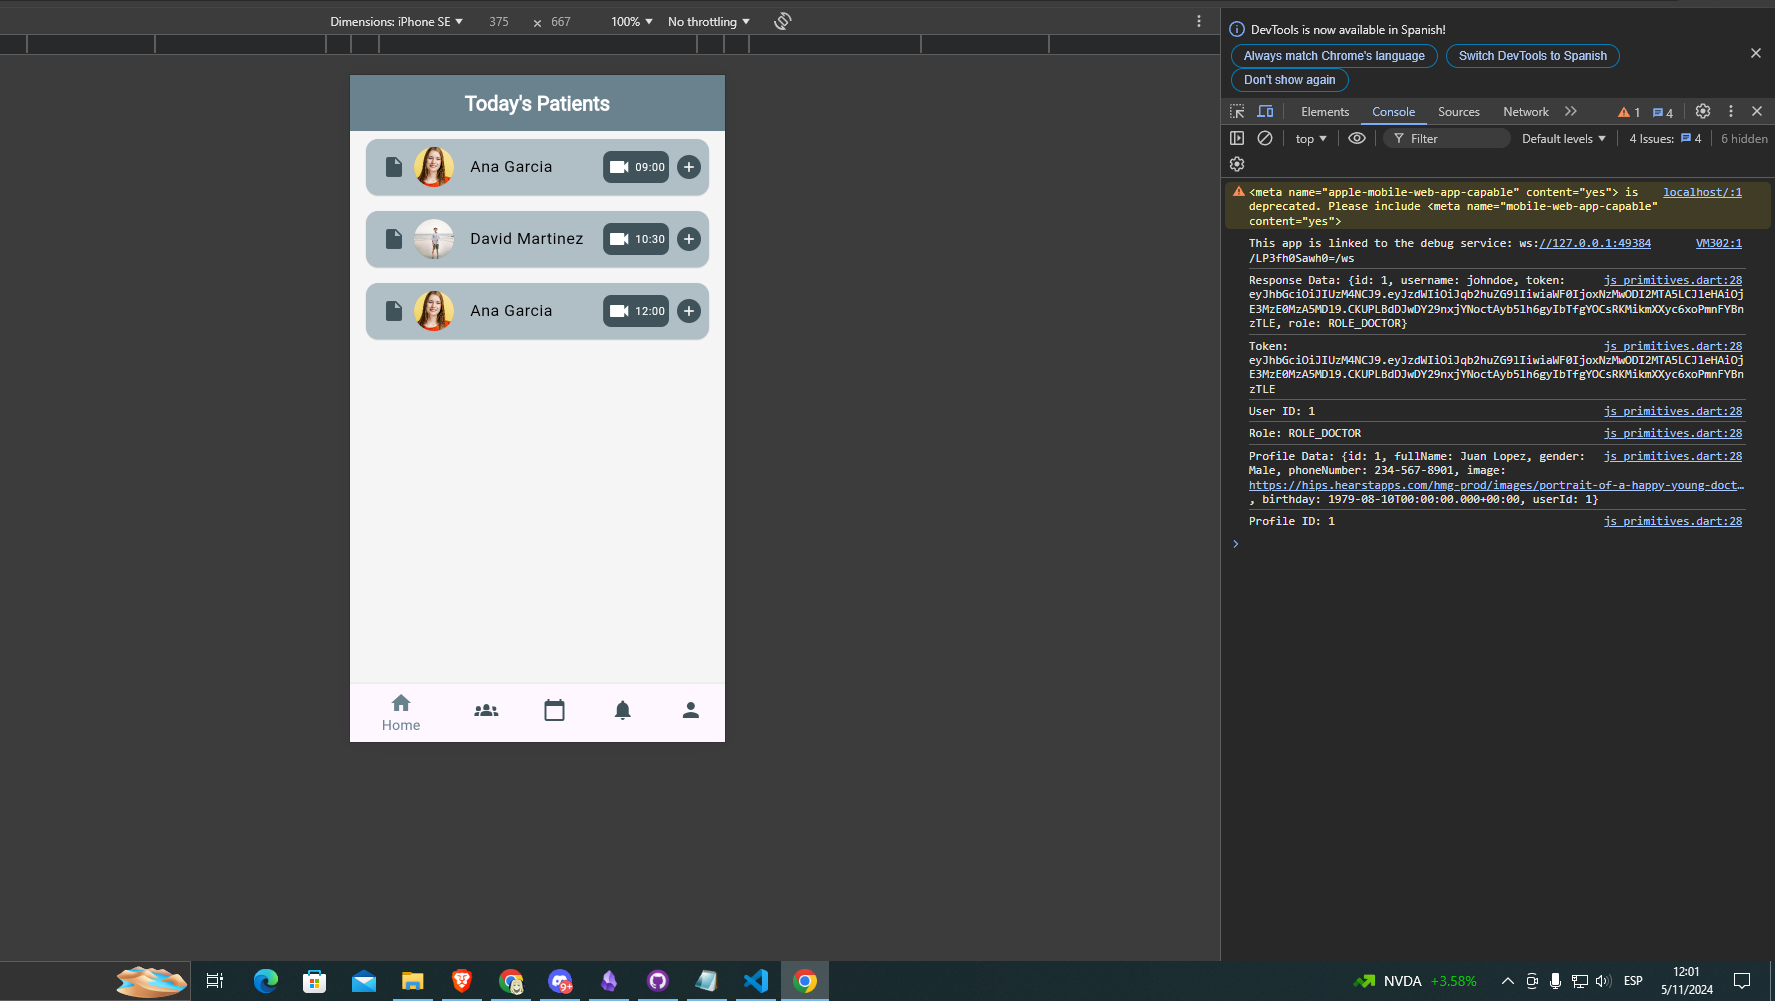 Dimensions: iPhone SE
375
×
667
100%
No throttling
Today's Patients
Ana Garcia
09:00
David Martinez
10:30
Ana Garcia
12:00
Home
DevTools is now available in Spanish!
Always match Chrome's language
Switch DevTools to Spanish
Don't show again
Elements
Console
Sources
Network
1
4
top
Filter
Default levels
4 Issues:
4
6 hidden
<meta name="apple-mobile-web-app-capable" content="yes"> is
localhost/:1
deprecated. Please include <meta name="mobile-web-app-capable"
content="yes">
This app is linked to the debug service: ws://127.0.0.1:49384
VM302:1
/LP3fh0Sawh0=/ws
Response Data: {id: 1, username: johndoe, token:
js_primitives.dart:28
zTLE, role: ROLE_DOCTOR}
Token:
js_primitives.dart:28
zTLE
User ID: 1
js_primitives.dart:28
Role: ROLE_DOCTOR
js_primitives.dart:28
Profile Data: {id: 1, fullName: Juan Lopez, gender:
js_primitives.dart:28
Male, phoneNumber: 234-567-8901, image:
https://hips.hearstapps.com/hmg-prod/images/portrait-of-a-happy-young-doct…
, birthday: 1979-08-10T00:00:00.000+00:00, userId: 1}
Profile ID: 1
js_primitives.dart:28
9+
NVDA
+3.58%
ESP
12:01
5/11/2024